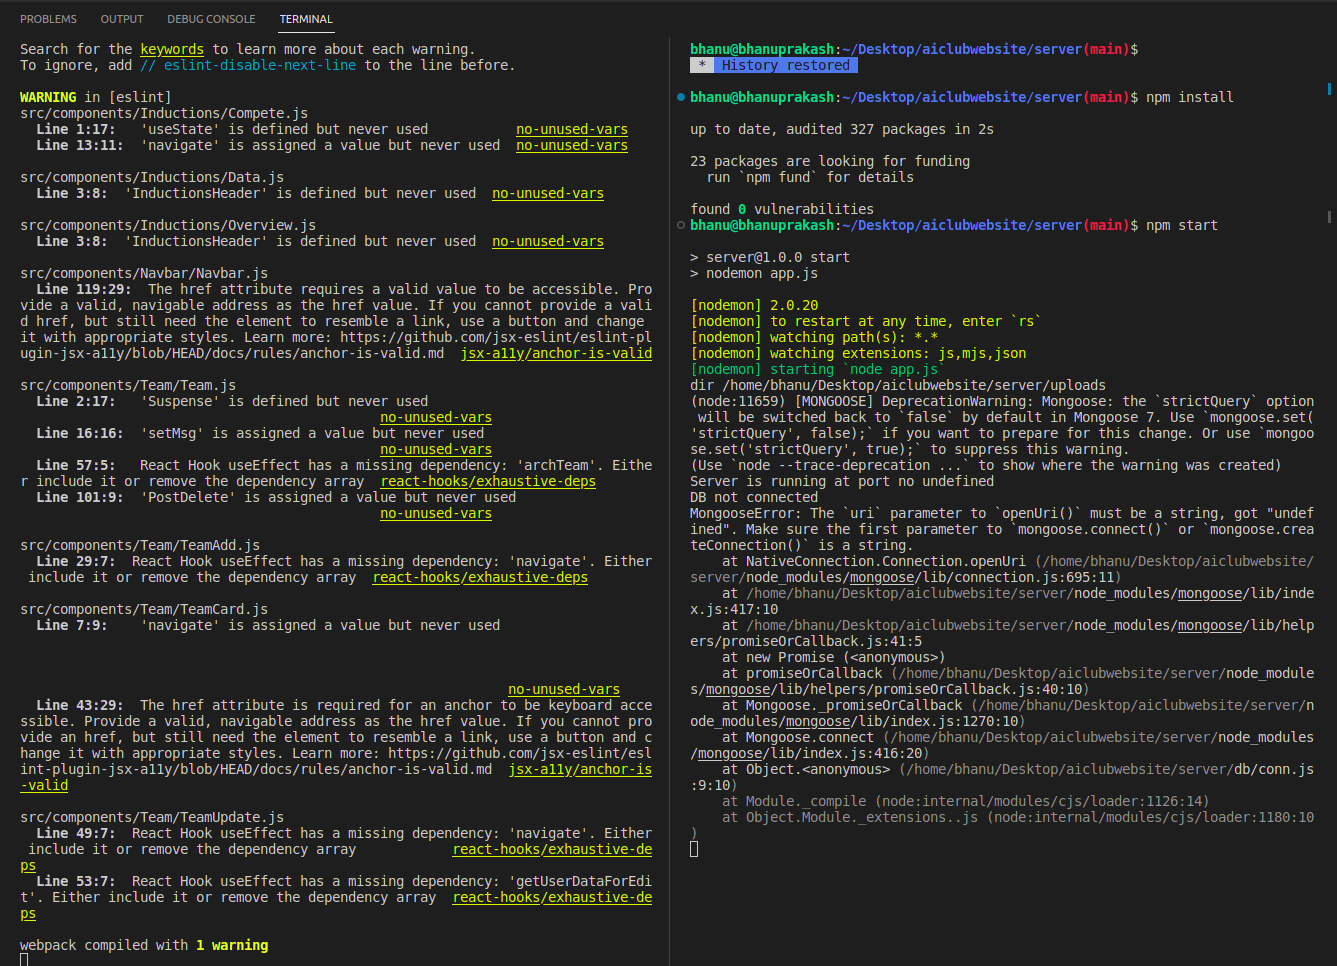 PROBLEMS OUTPUT DEBUG CONSOLE TERMINAL
Search for the keywords to learn more about each warning.
To ignore, add // eslint-disable-next-line to the line before.
WARNING in [eslint]
src/components/Inductions/Compete.js
Line 1:17: 'useState' is defined but never used no-unused-vars
Line 13:11: 'navigate' is assigned a value but never used no-unused-vars
src/components/Inductions/Data.js
Line 3:8: 'InductionsHeader' is defined but never used no-unused-vars
src/components/Inductions/Overview.js
Line 3:8: 'InductionsHeader' is defined but never used no-unused-vars
src/components/Navbar/Navbar.js
Line 119:29: The href attribute requires a valid value to be accessible. Pro
vide a valid, navigable address as the href value. If you cannot provide a vali
d href, but still need the element to resemble a link, use a button and change
it with appropriate styles. Learn more: https://github.com/jsx-eslint/eslint-pl
ugin-jsx-a11y/blob/HEAD/docs/rules/anchor-is-valid.md jsx-a11y/anchor-is-valid
src/components/Team/Team.js
Line 2:17: 'Suspense' is defined but never used
no-unused-vars
Line 16:16: 'setMsg' is assigned a value but never used
no-unused-vars
Line 57:5: React Hook useEffect has a missing dependency: 'archTeam'. Eithe
r include it or remove the dependency array react-hooks/exhaustive-deps
Line 101:9: 'PostDelete' is assigned a value but never used
no-unused-vars
src/components/Team/TeamAdd.js
Line 29:7: React Hook useEffect has a missing dependency: 'navigate'. Either
include it or remove the dependency array react-hooks/exhaustive-deps
src/components/Team/TeamCard.js
Line 7:9: 'navigate' is assigned a value but never used
no-unused-vars
Line 43:29: The href attribute is required for an anchor to be keyboard acce
ssible. Provide a valid, navigable address as the href value. If you cannot pro
vide an href, but still need the element to resemble a link, use a button and c
hange it with appropriate styles. Learn more: https://github.com/jsx-eslint/esl
int-plugin-jsx-a11y/blob/HEAD/docs/rules/anchor-is-valid.md jsx-a11y/anchor-is
-valid
src/components/Team/TeamUpdate.js
Line 49:7: React Hook useEffect has a missing dependency: 'navigate'. Either
include it or remove the dependency array react-hooks/exhaustive-de
ps
Line 53:7: React Hook useEffect has a missing dependency: 'getUserDataForEdi
t'. Either include it or remove the dependency array react-hooks/exhaustive-de
ps
webpack compiled with 1 warning
bhanu@bhanuprakash:~/Desktop/aiclubwebsite/server(main)$
* History restored
bhanu@bhanuprakash:~/Desktop/aiclubwebsite/server(main)$ npm install
up to date, audited 327 packages in 2s
23 packages are looking for funding
run `npm fund` for details
found 0 vulnerabilities
bhanu@bhanuprakash:~/Desktop/aiclubwebsite/server(main)$ npm start
> server@1.0.0 start
> nodemon app.js
[nodemon] 2.0.20
[nodemon] to restart at any time, enter `rs`
[nodemon] watching path(s): *.*
[nodemon] watching extensions: js,mjs,json
[nodemon] starting `node app.js`
dir /home/bhanu/Desktop/aiclubwebsite/server/uploads
(node:11659) [MONGOOSE] DeprecationWarning: Mongoose: the `strictQuery` option
will be switched back to `false` by default in Mongoose 7. Use `mongoose.set(
'strictQuery', false);` if you want to prepare for this change. Or use `mongoo
se.set('strictQuery', true);` to suppress this warning.
(Use `node --trace-deprecation ...` to show where the warning was created)
Server is running at port no undefined
DB not connected
MongooseError: The `uri` parameter to `openUri()` must be a string, got "undef
ined". Make sure the first parameter to `mongoose.connect()` or `mongoose.crea
teConnection()` is a string.
at NativeConnection.Connection.openUri (/home/bhanu/Desktop/aiclubwebsite/
server/node_modules/mongoose/lib/connection.js:695:11)
at /home/bhanu/Desktop/aiclubwebsite/server/node_modules/mongoose/lib/inde
x.js:417:10
at /home/bhanu/Desktop/aiclubwebsite/server/node_modules/mongoose/lib/help
ers/promiseOrCallback.js:41:5
at new Promise (<anonymous>)
at promiseOrCallback (/home/bhanu/Desktop/aiclubwebsite/server/node_module
s/mongoose/lib/helpers/promiseOrCallback.js:40:10)
at Mongoose._promiseOrCallback (/home/bhanu/Desktop/aiclubwebsite/server/n
ode_modules/mongoose/lib/index.js:1270:10)
at Mongoose.connect (/home/bhanu/Desktop/aiclubwebsite/server/node_modules
/mongoose/lib/index.js:416:20)
at Object.<anonymous> (/home/bhanu/Desktop/aiclubwebsite/server/db/conn.js
:9:10)
at Module._compile (node:internal/modules/cjs/loader:1126:14)
at Object.Module._extensions..js (node:internal/modules/cjs/loader:1180:10
)